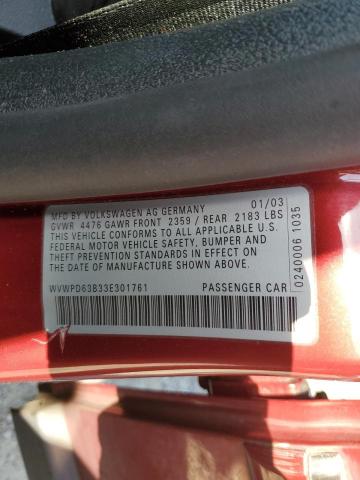 MFD BY VOLKSWAGEN AG GERMANY 01/03
GVWR 4476 GAWR FRONT 2359 / REAR 2183 LBS
THIS VEHICLE CONFORMS TO ALL APPLICABLE U.S.
FEDERAL MOTOR VEHICLE SAFETY, BUMPER AND
THEFT PREVENTION STANDARDS IN EFFECT ON
THE DATE OF MANUFACTURE SHOWN ABOVE
WVWPD63B33E301761 PASSENGER CAR
0240006 1035